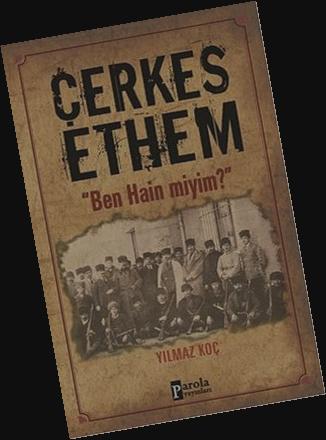 ÇERKES
ETHEM
"Ben Hain miyim?"
YILMAZ KOÇ
Parola
yayınları